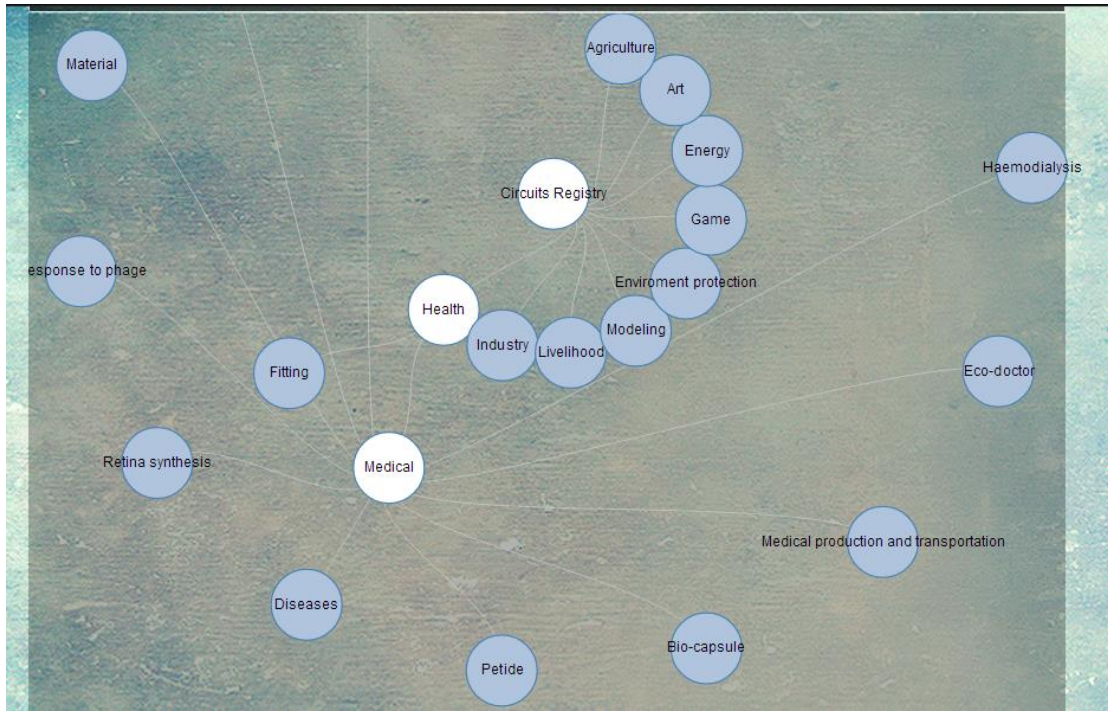 Agriculture
Material
Art
Energy
Haemodialysis
Circuits Registry
Game
esponse to phage
Enviroment protection
Health
Modeling
Industry
Livelihood
Fitting
Eco-doctor
Retina synthesis
Medical
Medical production and transportation
Diseases
Bio-capsule
Petide